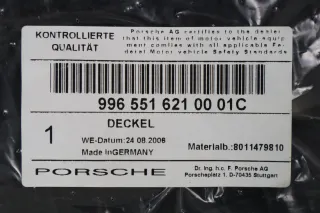 KONTROLLIERTE
QUALITÄT
Porsche AG certifies to the dealer
that this item of motor vehicle equip
ment complies with all applicable Fe-
deral Motor vehicle Safety Standards
996 551 621 00 01C
1
DECKEL
WE-Datum:24.08.2006
Made InGERMANY
Materialb.:8011479810
PORSCHE
Dr. Ing. h.c. F. Porsche AG
Porscheplatz 1, D-70435 Stuttgart